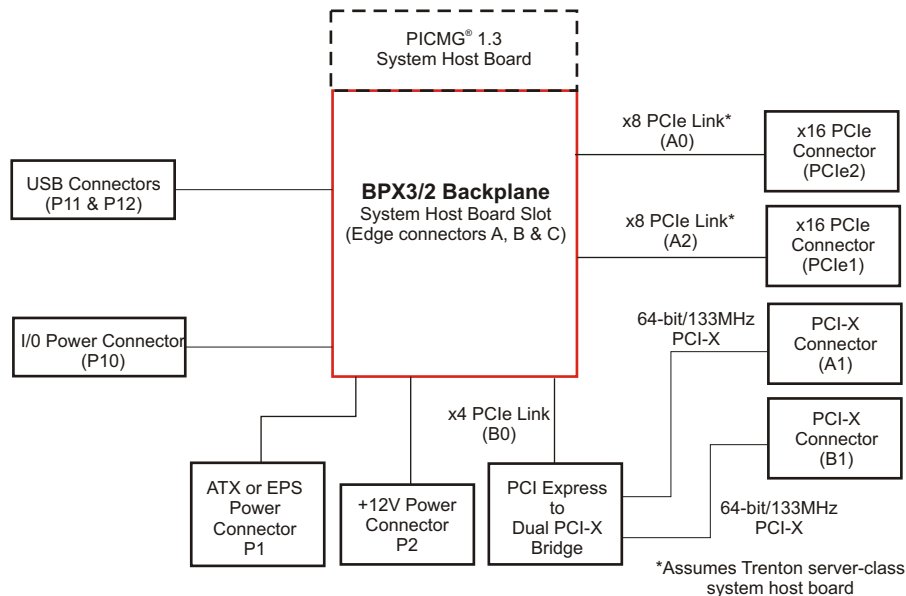 PICMG® 1.3
System Host Board
BPX3/2 Backplane
System Host Board Slot
(Edge connectors A, B & C)
USB Connectors
(P11 & P12)
I/0 Power Connector
(P10)
x8 PCIe Link*
(A0)
x16 PCIe
Connector
(PCIe2)
x8 PCIe Link*
(A2)
x16 PCIe
Connector
(PCIe1)
64-bit/133MHz
PCI-X
PCI-X
Connector
(A1)
x4 PCIe Link
(B0)
PCI-X
Connector
(B1)
ATX or EPS
Power
Connector
P1
+12V Power
Connector
P2
PCI Express
to
Dual PCI-X
Bridge
64-bit/133MHz
PCI-X
*Assumes Trenton server-class
system host board